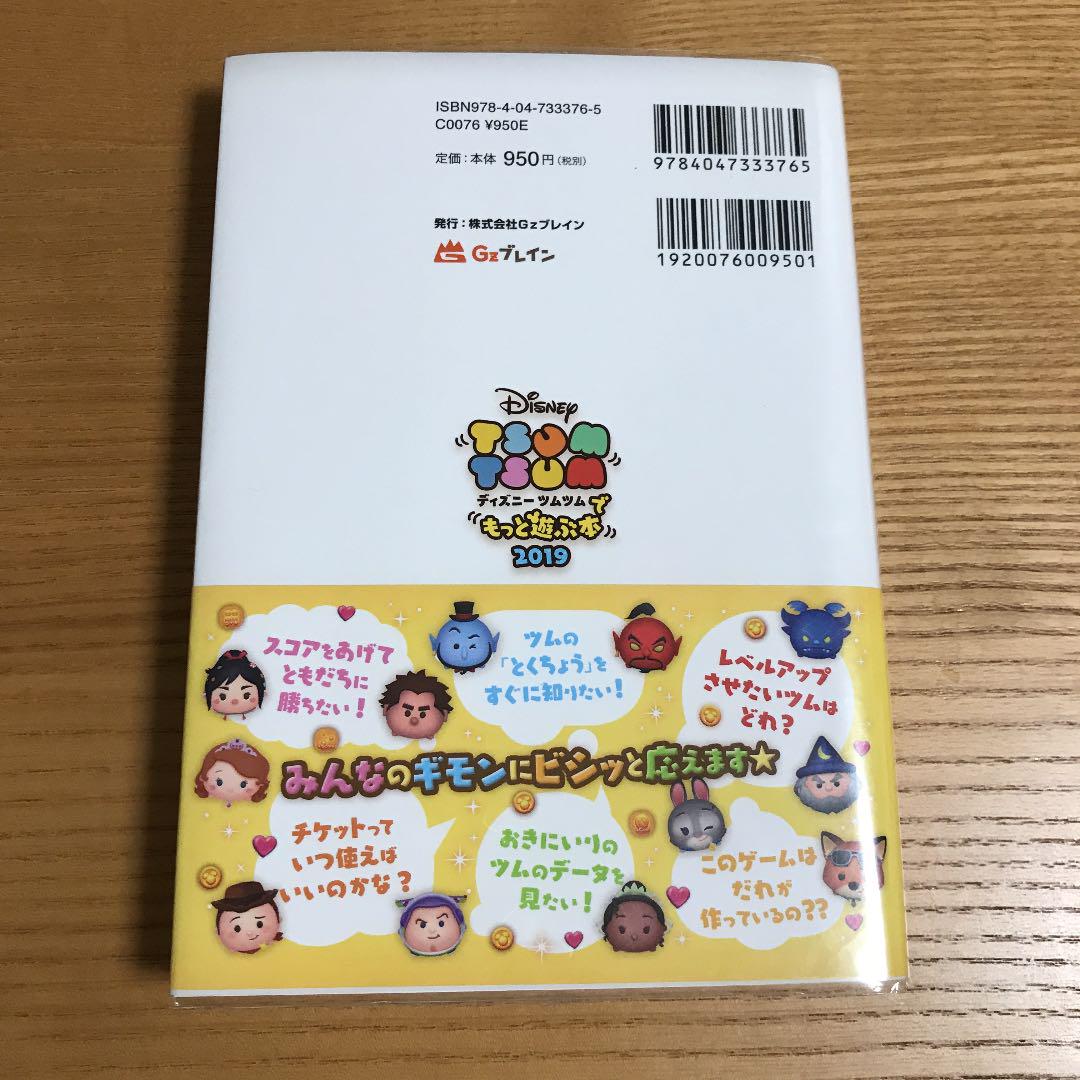 ISBN978-4-04-733376-5
C0076 ¥950E
定価：本体 950円（税別）
9784047333765
発行：株式会社Gzブレイン
Gzブレイン
1920076009501
Disney
TSUM
TSUM
ディズニー ツムツムで
もっと遊ぶ本
2019
スコアをあげて
ともだちに
勝ちたい！
ツムの
「とくちょう」を
すぐに知りたい！
レベルアップ
させたいツムは
どれ？
みんなのギモンにビシッと応えます★
チケットって
いつ使えば
いいのかな？
おきにいりの
ツムのデータを
見たい！
このゲームは
だれが
作っているの??